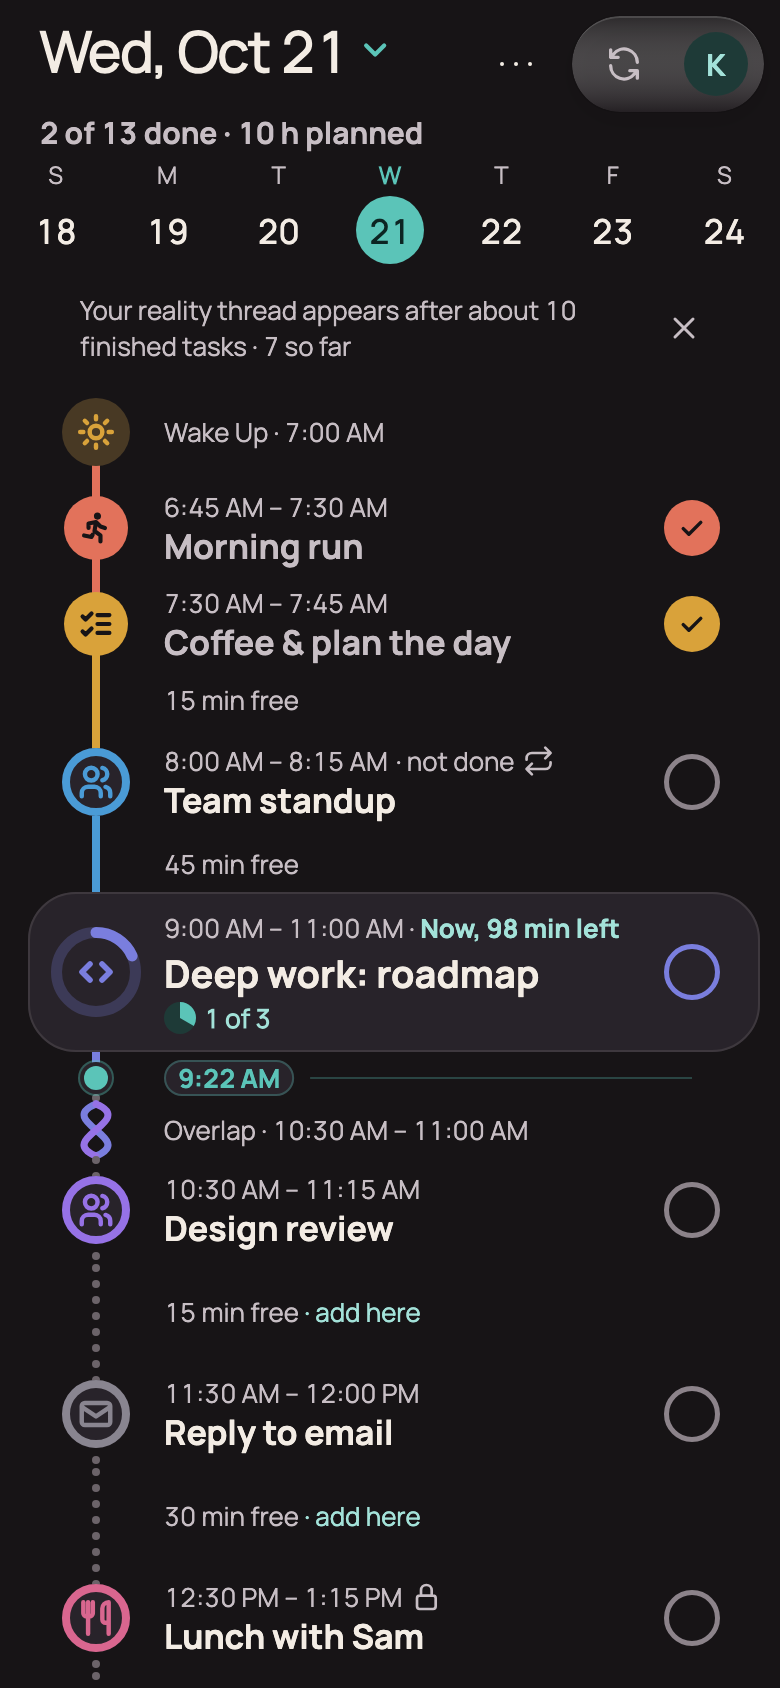 Wed, Oct 21
...
K
2 of 13 done · 10 h planned
S M T W T F S
18 19 20 21 22 23 24
Your reality thread appears after about 10
finished tasks · 7 so far
Wake Up · 7:00 AM
6:45 AM – 7:30 AM
Morning run
7:30 AM – 7:45 AM
Coffee & plan the day
15 min free
8:00 AM – 8:15 AM · not done
Team standup
45 min free
9:00 AM – 11:00 AM · Now, 98 min left
Deep work: roadmap
1 of 3
9:22 AM
Overlap · 10:30 AM – 11:00 AM
10:30 AM – 11:15 AM
Design review
15 min free · add here
11:30 AM – 12:00 PM
Reply to email
30 min free · add here
12:30 PM – 1:15 PM
Lunch with Sam